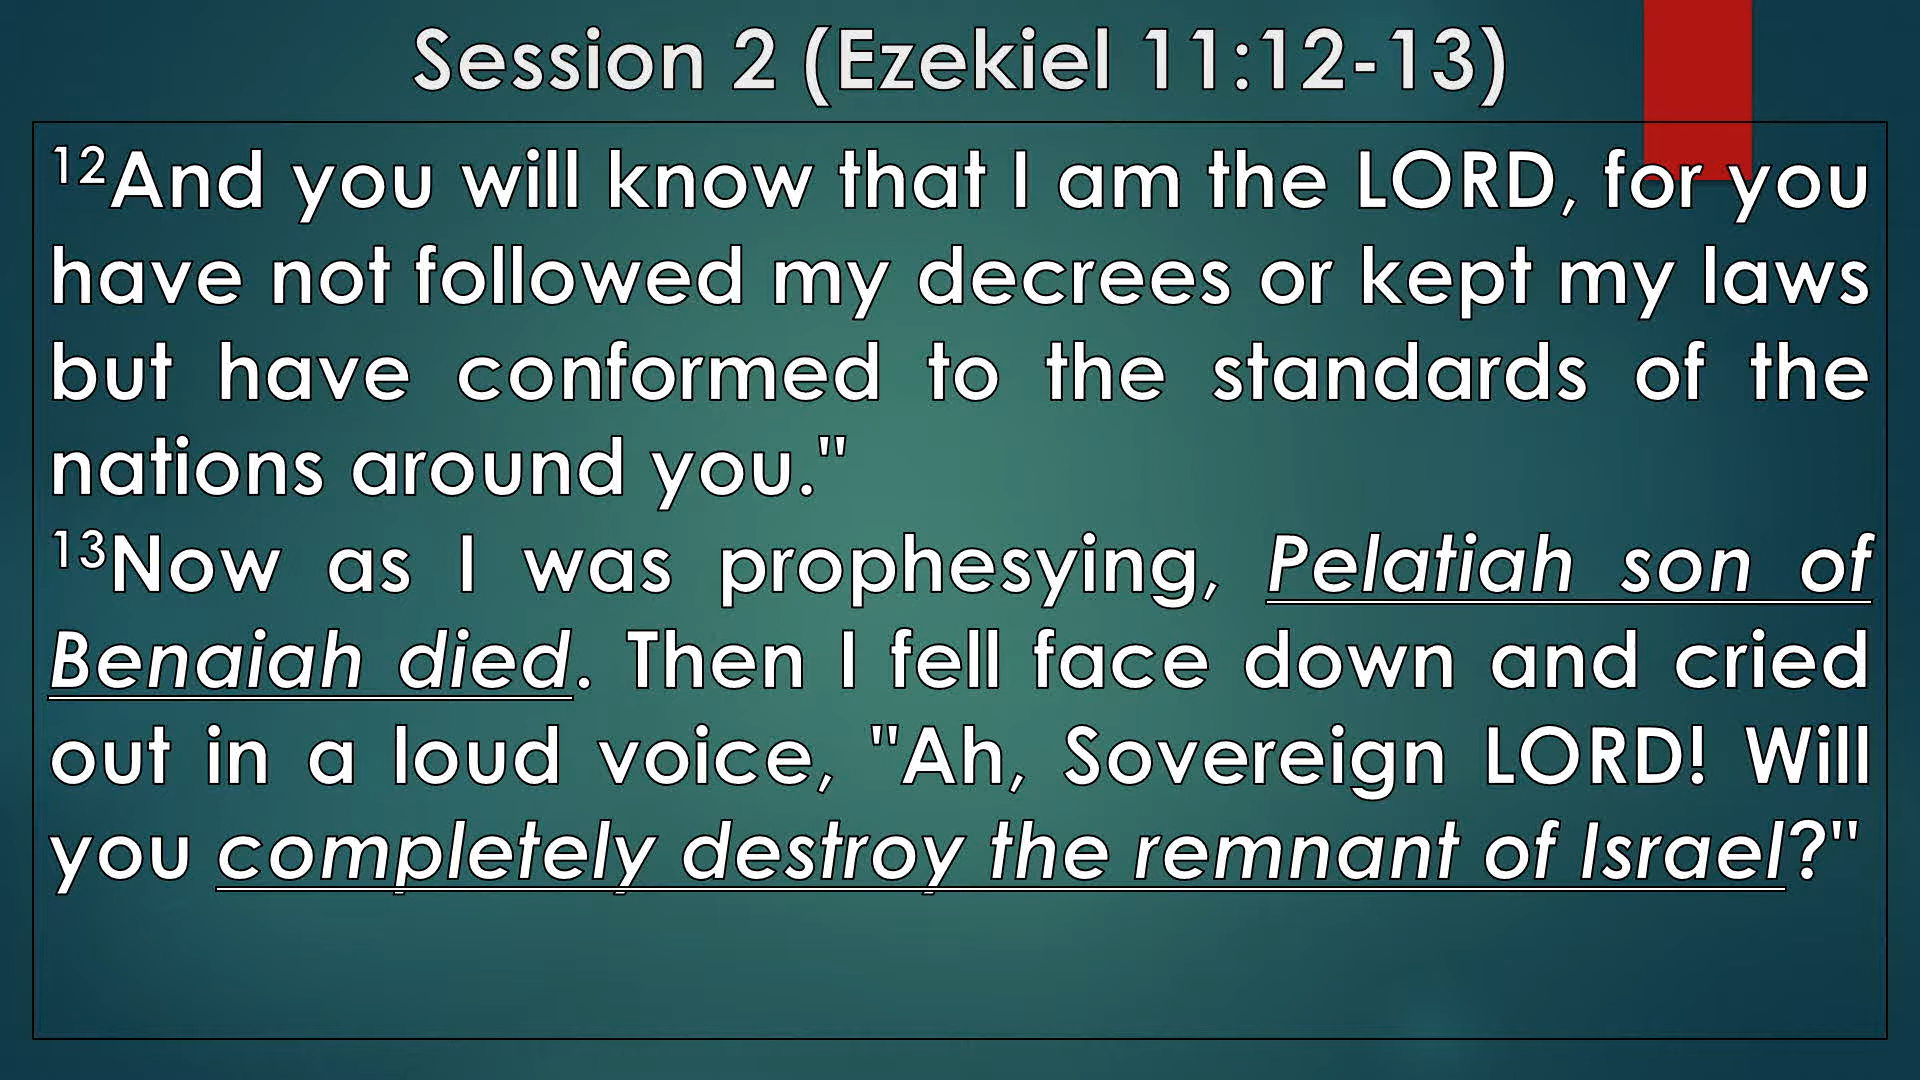 Session 2 (Ezekiel 11:12-13)
12And you will know that I am the LORD, for you
have not followed my decrees or kept my laws
but have conformed to the standards of the
nations around you."
13Now as I was prophesying, Pelatiah son of
Benaiah died. Then I fell face down and cried
out in a loud voice, "Ah, Sovereign LORD! Will
you completely destroy the remnant of Israel?"